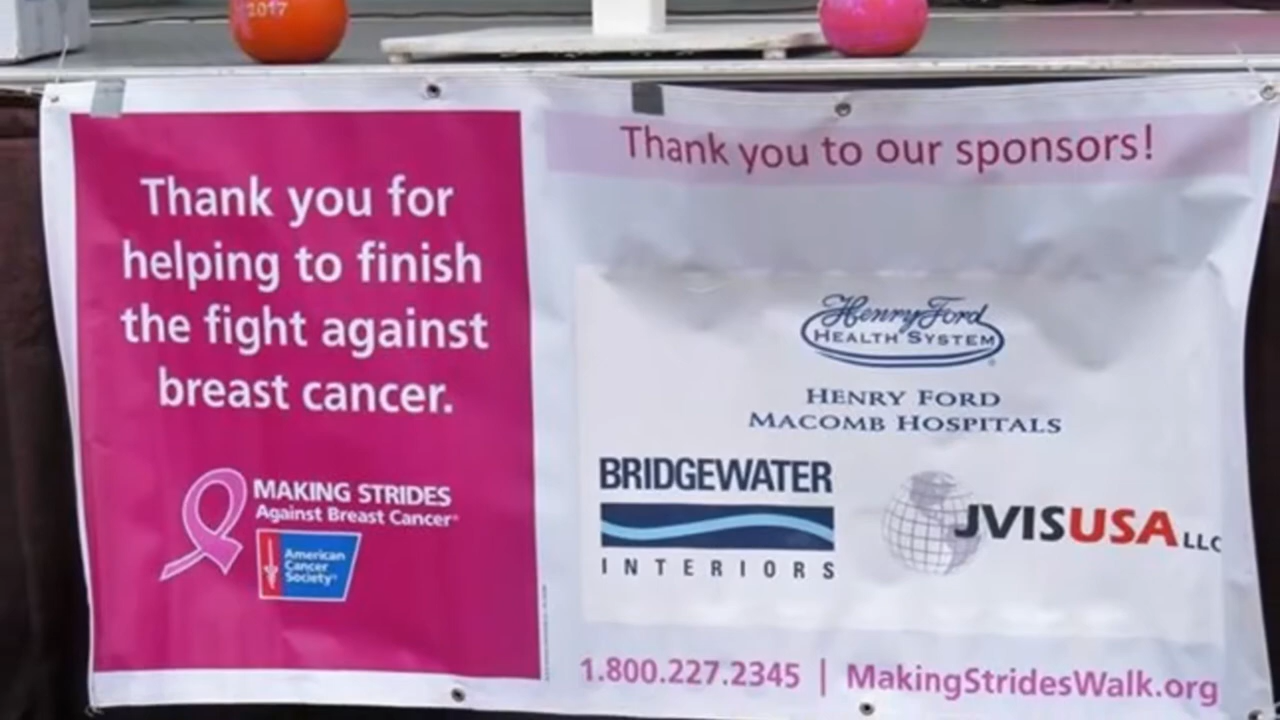 2017
Thank you for
helping to finish
the fight against
breast cancer.
MAKING STRIDES
Against Breast Cancer®
American
Cancer
Society®
Thank you to our sponsors!
Henry Ford
HEALTH SYSTEM®
HENRY FORD
MACOMB HOSPITALS
BRIDGEWATER
INTERIORS
JVISUSA LLC
1.800.227.2345 | MakingStridesWalk.org